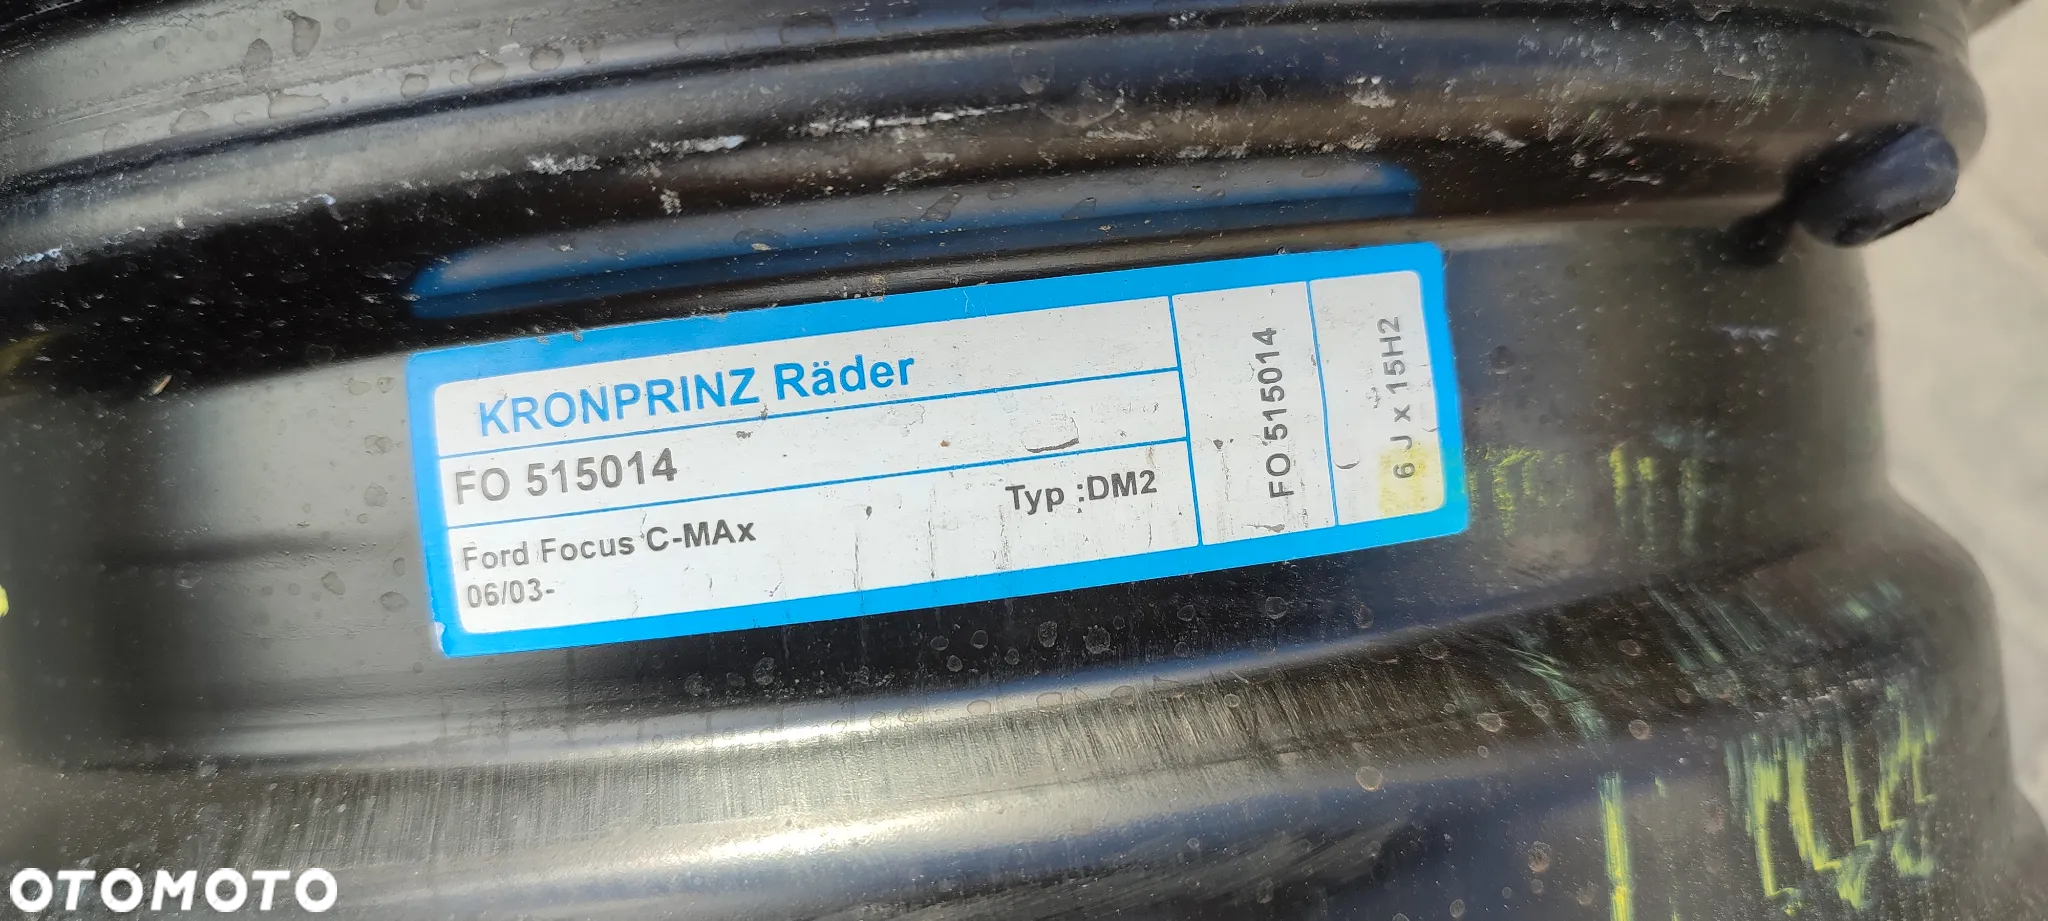 KRONPRINZ Räder
FO 515014
Ford Focus C-MAx
Typ :DM2
06/03-
FO 515014
6 J x 15H2
OTOMOTO